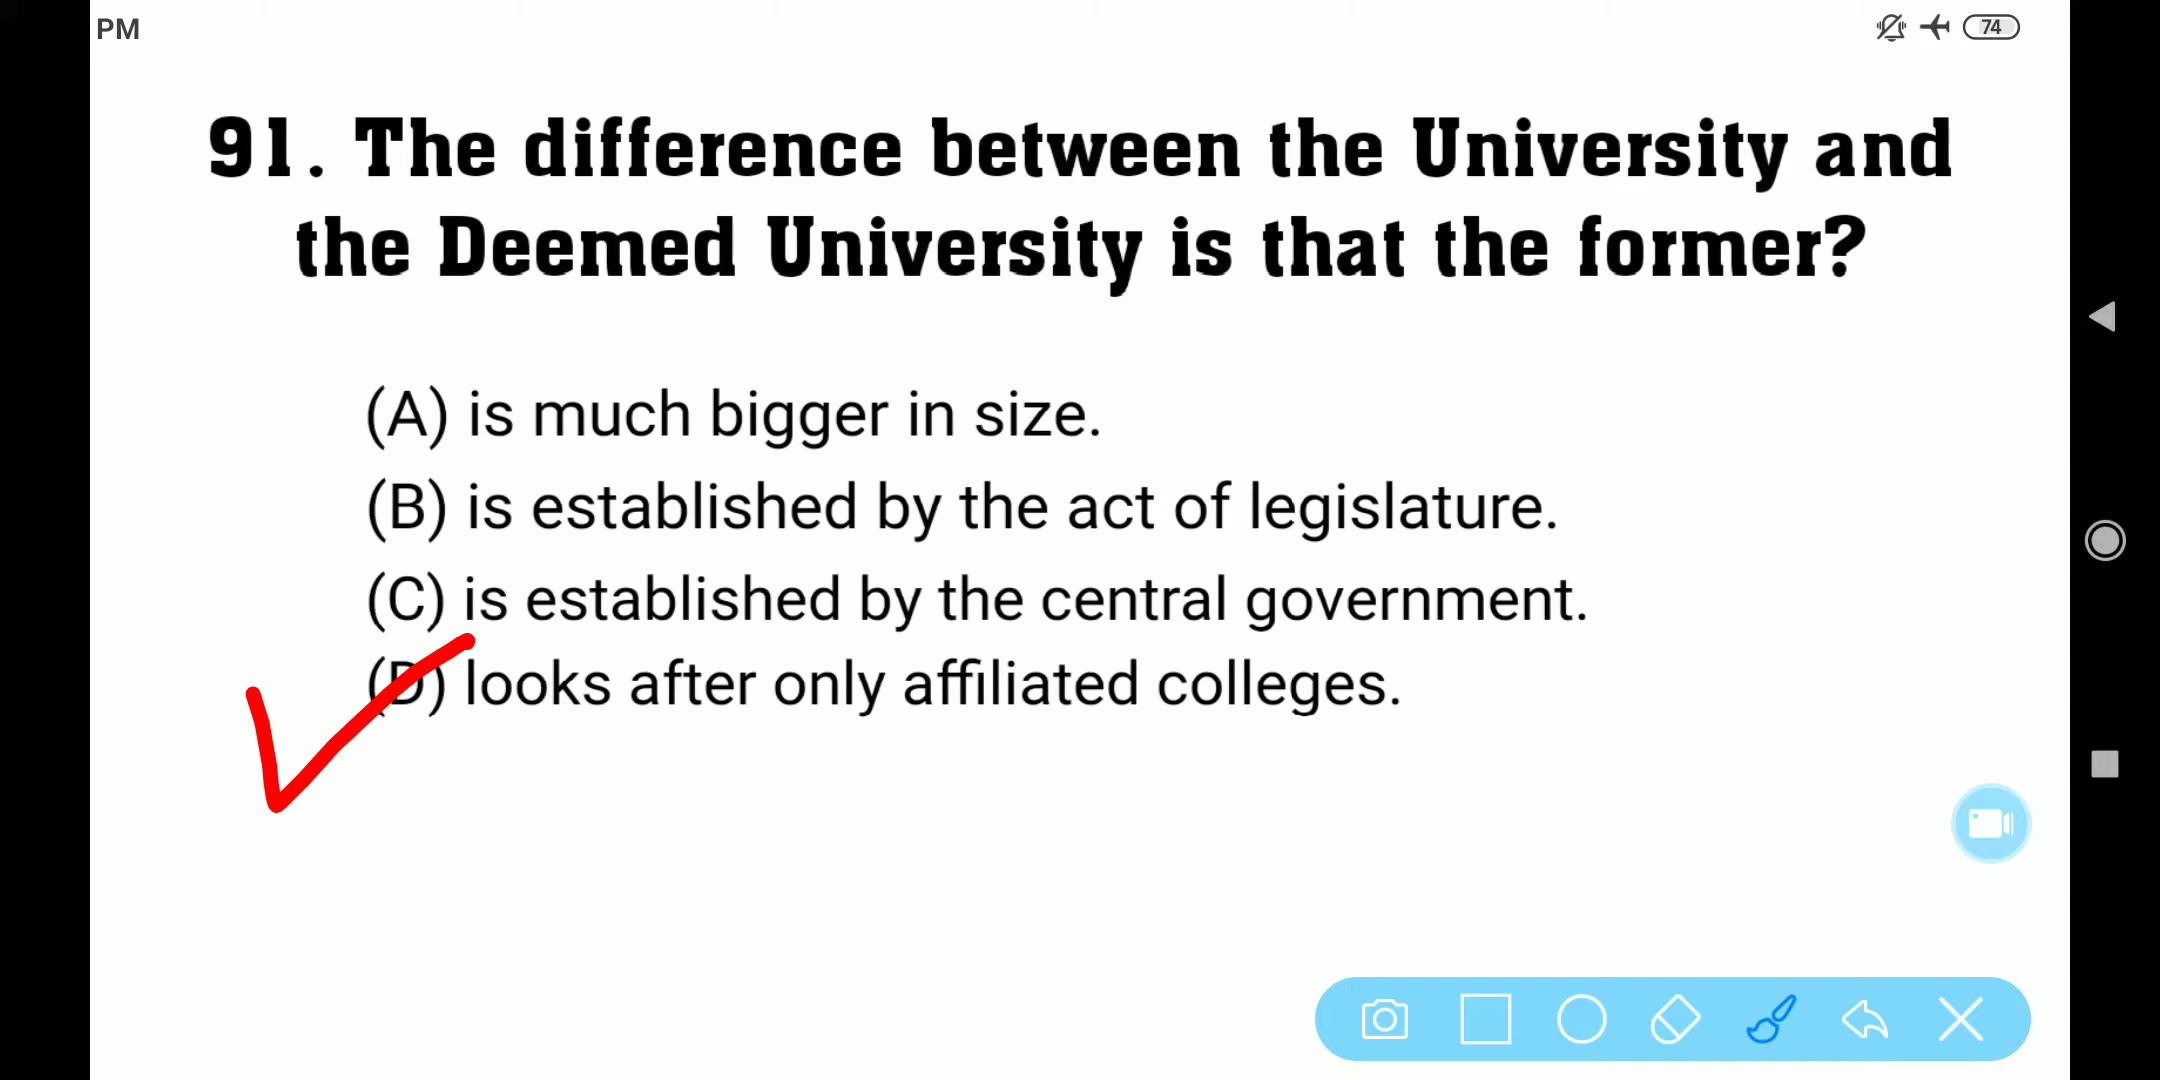 PM
74
91. The difference between the University and
the Deemed University is that the former?
(A) is much bigger in size.
(B) is established by the act of legislature.
(C) is established by the central government.
(D) looks after only affiliated colleges.